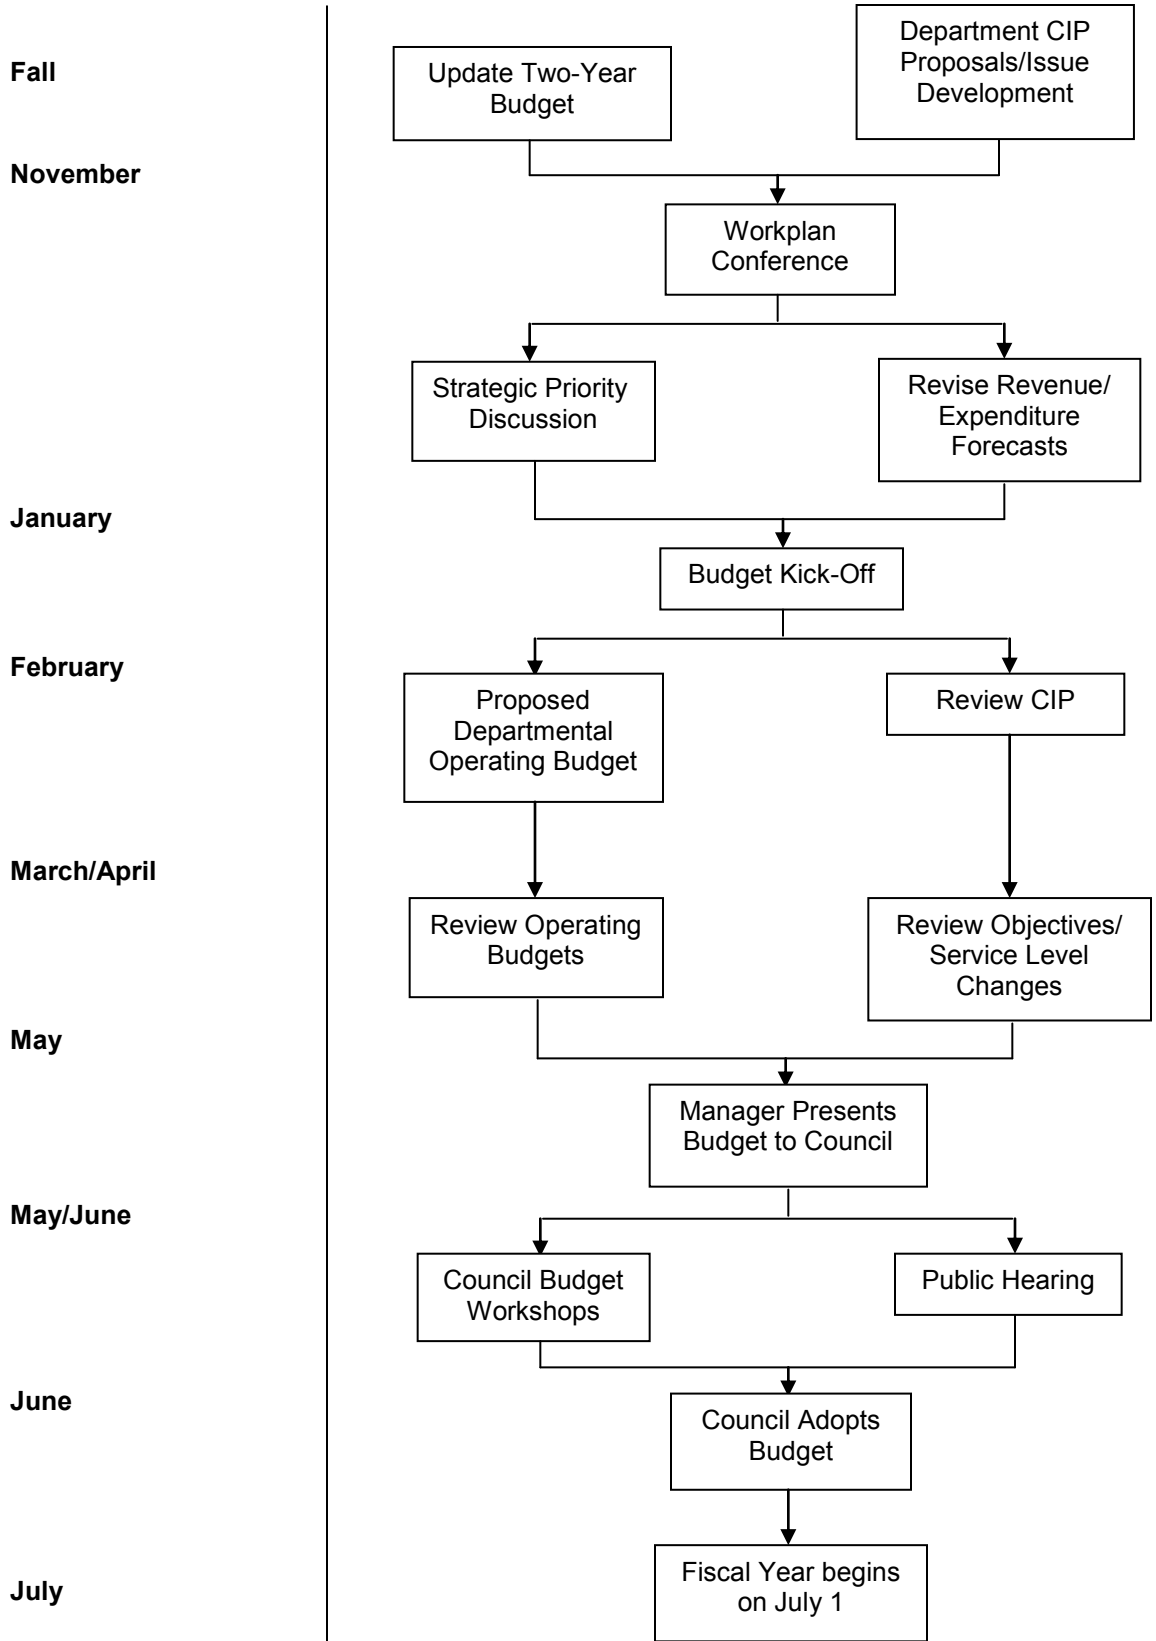 Fall
Update Two-Year
Budget
Department CIP
Proposals/Issue
Development
November
Workplan
Conference
Strategic Priority
Discussion
Revise Revenue/
Expenditure
Forecasts
January
Budget Kick-Off
February
Proposed
Departmental
Operating Budget
Review CIP
March/April
Review Operating
Budgets
Review Objectives/
Service Level
Changes
May
Manager Presents
Budget to Council
May/June
Council Budget
Workshops
Public Hearing
June
Council Adopts
Budget
July
Fiscal Year begins
on July 1